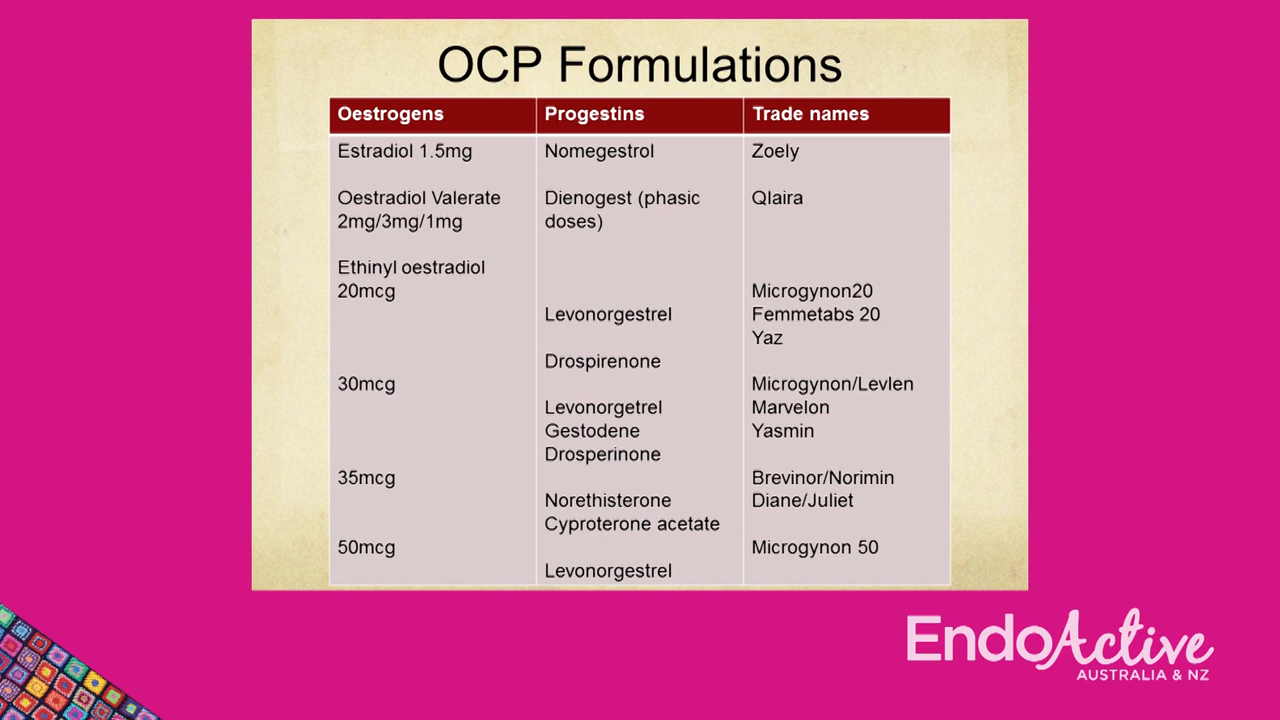 OCP Formulations
Oestrogens Progestins Trade names
Estradiol 1.5mg Nomegestrol Zoely
Oestradiol Valerate Dienogest (phasic Qlaira
2mg/3mg/1mg doses)
Ethinyl oestradiol
20mcg Microgynon20
Levonorgestrel Femmetabs 20
Yaz
Drospirenone
30mcg Microgynon/Levlen
Levonorgetrel Marvelon
Gestodene Yasmin
Drosperinone
35mcg Brevinor/Norimin
Norethisterone Diane/Juliet
Cyproterone acetate
50mcg Microgynon 50
Levonorgestrel
EndoActive
AUSTRALIA & NZ